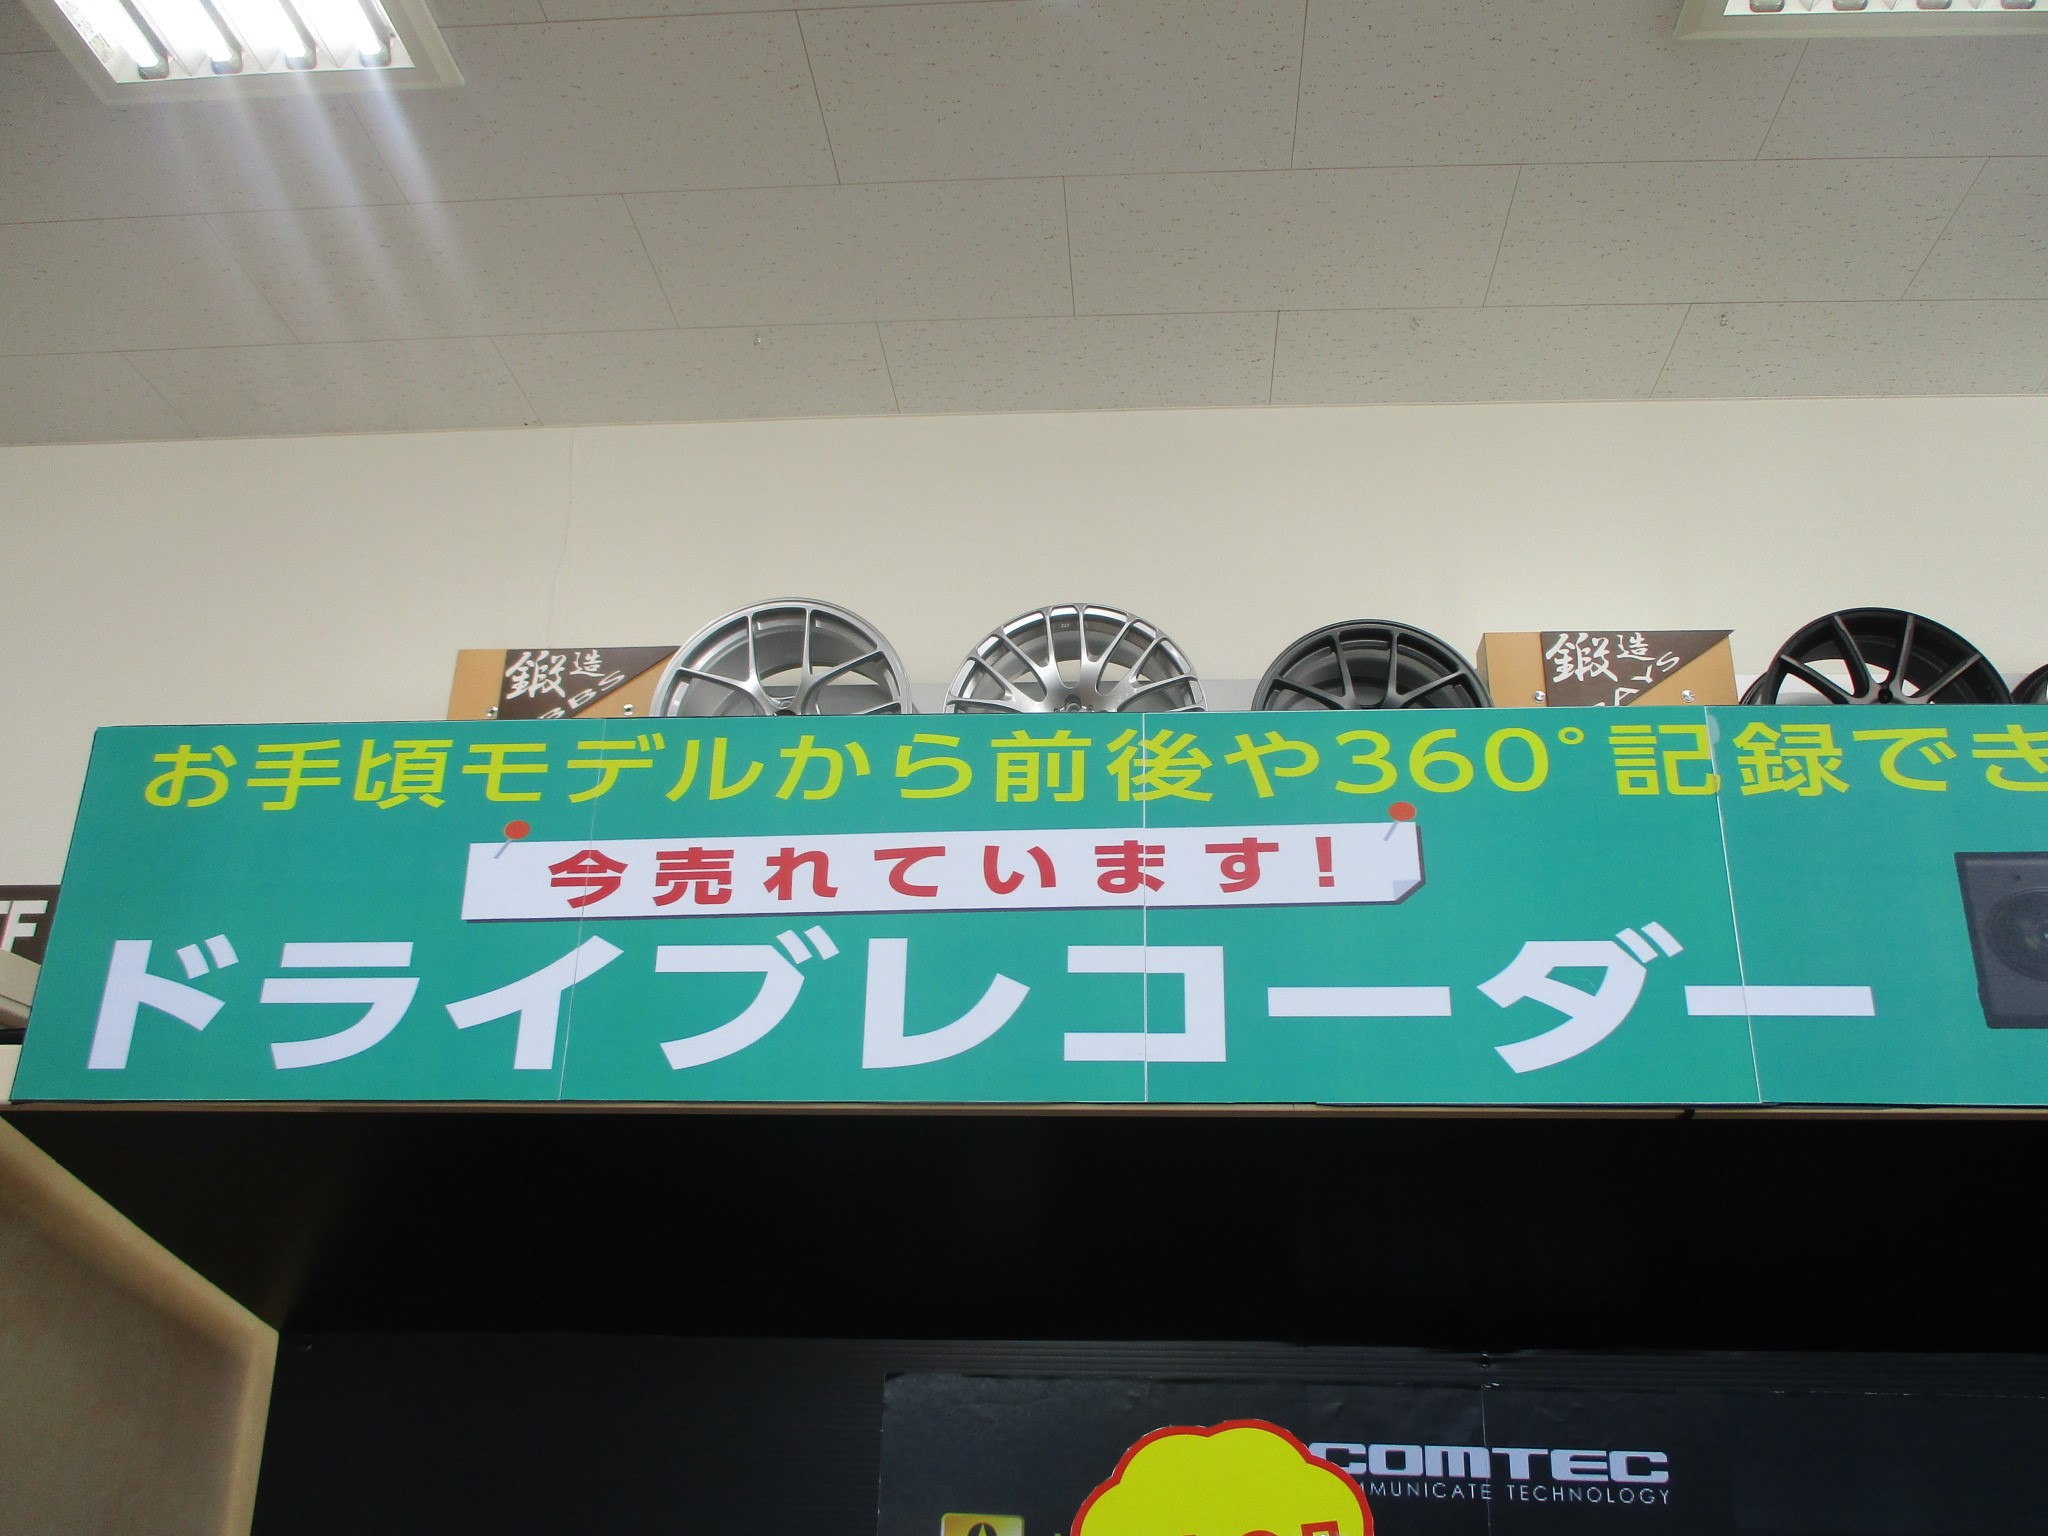 鍛造
BBS
鍛造
お手頃モデルから前後や360°記録でき
今売れています!
ドライブレコーダー
COMTEC
COMMUNICATE TECHNOLOGY